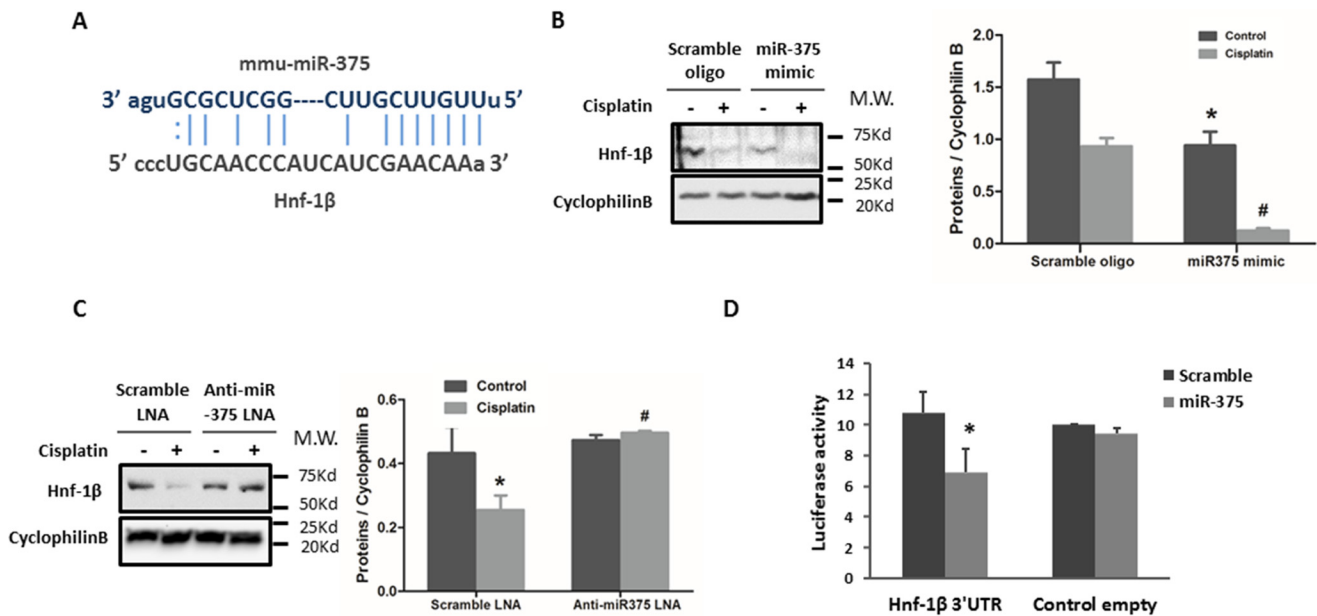 A
mmu-miR-375
3' aguGCGCUCGG----CUUGCUUGUUu 5'
5' cccUGCAACCCAUCAUCGAACAAa 3'
Hnf-1β
B
Scramble oligo
miR-375 mimic
Cisplatin - + - + M.W.
Hnf-1β
75Kd
50Kd
CyclophilinB
25Kd
20Kd
Proteins / Cyclophilin B
2.0
1.5
1.0
0.5
0.0
Control
Cisplatin
*
#
Scramble oligo
miR375 mimic
C
Scramble LNA
Anti-miR -375 LNA
Cisplatin - + - + M.W.
Hnf-1β
75Kd
50Kd
CyclophilinB
25Kd
20Kd
Proteins / Cyclophilin B
0.6
0.4
0.2
0.0
Control
Cisplatin
*
#
Scramble LNA
Anti-miR375 LNA
D
Luciferase activity
14
12
10
8
6
4
2
0
Scramble
miR-375
*
Hnf-1β 3'UTR
Control empty